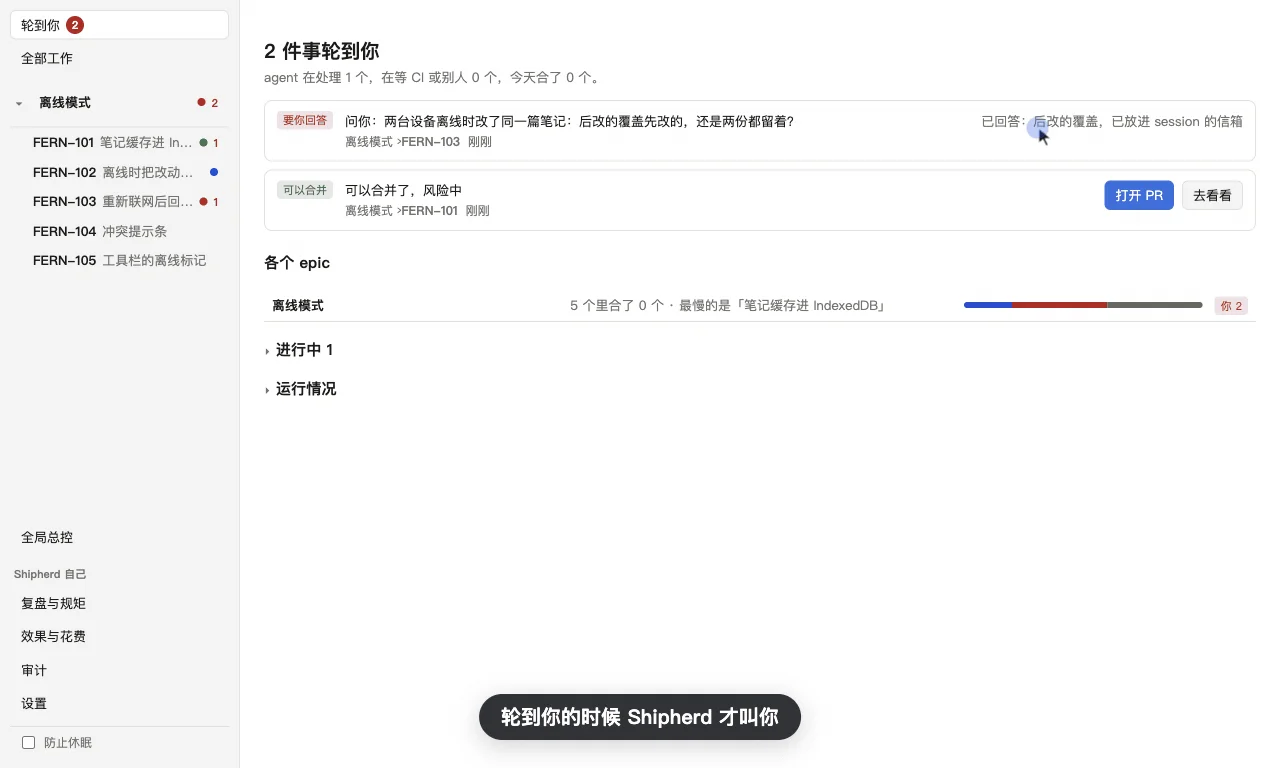 轮到你 2
全部工作
离线模式 2
FERN-101 笔记缓存进 In... 1
FERN-102 离线时把改动...
FERN-103 重新联网后回... 1
FERN-104 冲突提示条
FERN-105 工具栏的离线标记
全局总控
Shipherd 自己
复盘与规矩
效果与花费
审计
设置
防止休眠
2 件事轮到你
agent 在处理 1 个，在等 CI 或别人 0 个，今天合了 0 个。
要你回答 问你：两台设备离线时改了同一篇笔记：后改的覆盖先改的，还是两份都留着？ 已回答：后改的覆盖，已放进 session 的信箱
离线模式 >FERN-103 刚刚
可以合并 可以合并了，风险中 打开 PR 去看看
离线模式 >FERN-101 刚刚
各个 epic
离线模式 5 个里合了 0 个 · 最慢的是「笔记缓存进 IndexedDB」 你 2
进行中 1
运行情况
轮到你的时候 Shipherd 才叫你